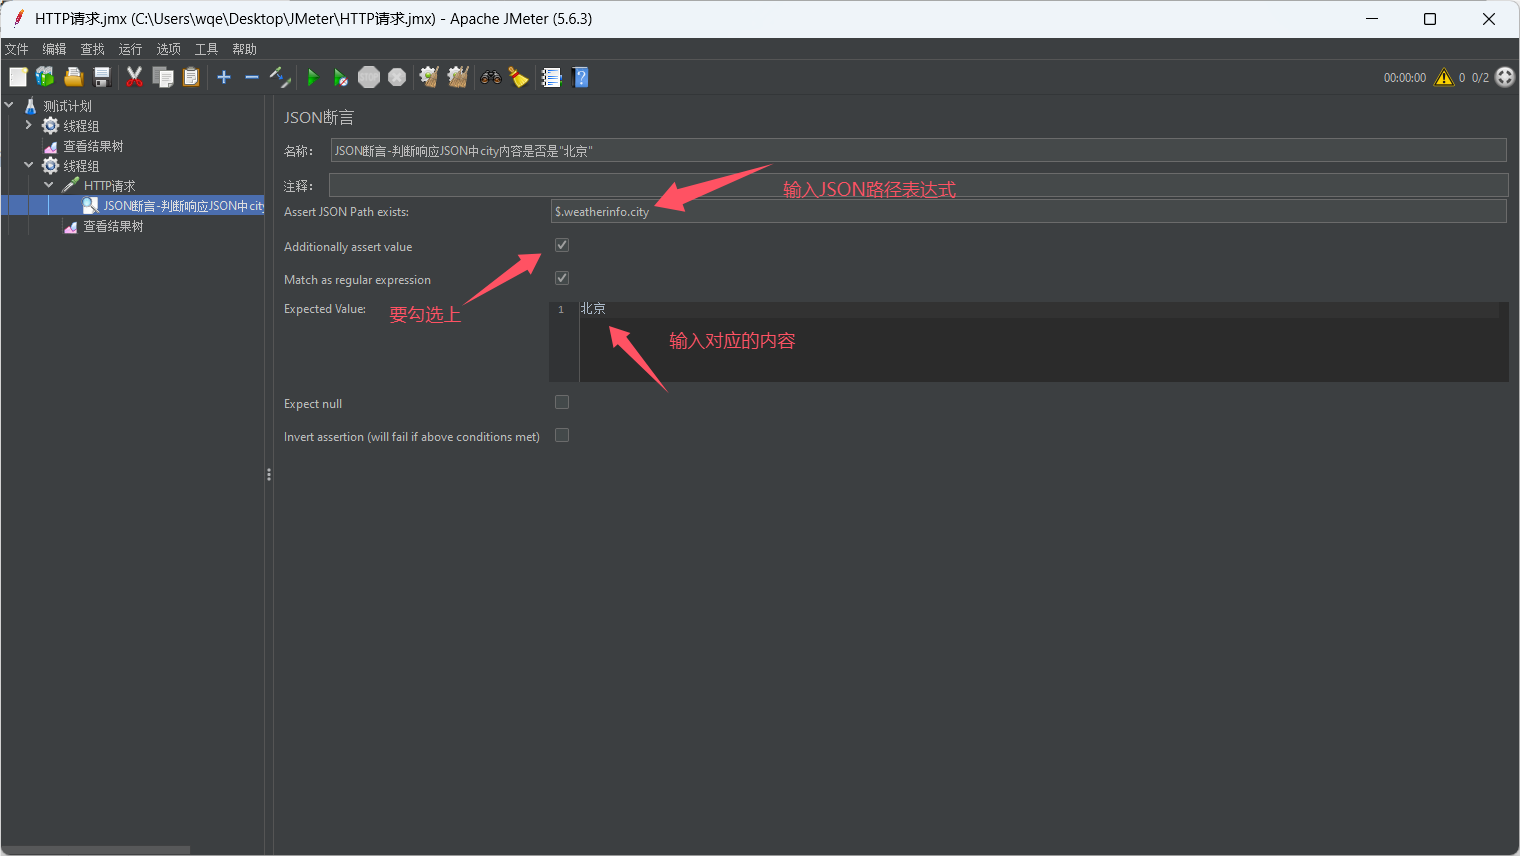 HTTP请求.jmx (C:\Users\wqe\Desktop\JMeter\HTTP请求.jmx) - Apache JMeter (5.6.3)
文件 编辑 查找 运行 选项 工具 帮助
STOP
00:00:00 0 0/2
测试计划
线程组
查看结果树
线程组
HTTP请求
JSON断言-判断响应JSON中city
查看结果树
JSON断言
名称: JSON断言-判断响应JSON中city内容是否是"北京"
注释:
输入JSON路径表达式
Assert JSON Path exists: $.weatherinfo.city
Additionally assert value
Match as regular expression
要勾选上
Expected Value: 1 北京
输入对应的内容
Expect null
Invert assertion (will fail if above conditions met)